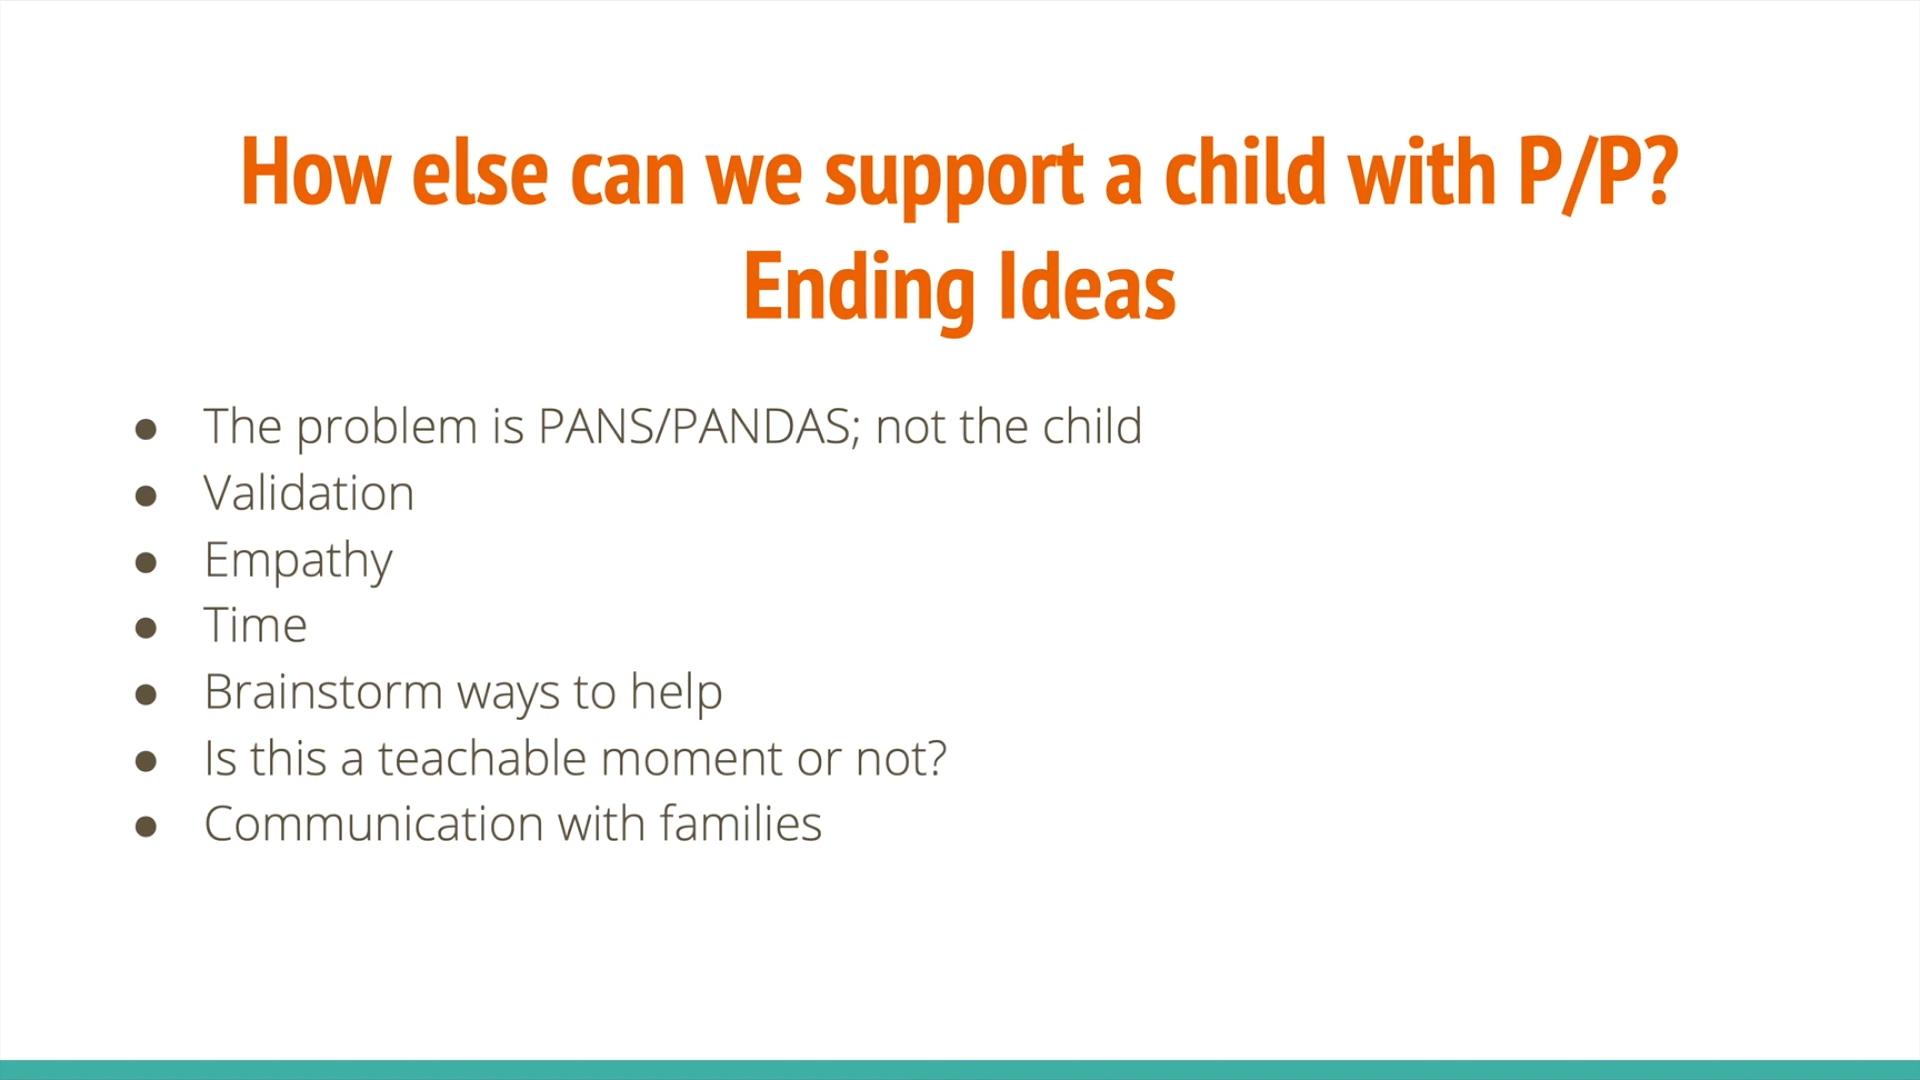 How else can we support a child with P/P?
Ending Ideas
● The problem is PANS/PANDAS; not the child
● Validation
● Empathy
● Time
● Brainstorm ways to help
● Is this a teachable moment or not?
● Communication with families